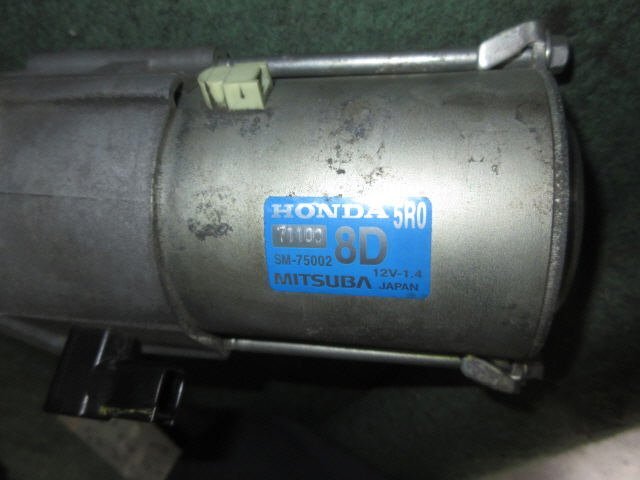 HONDA 5R0
71100 8D
SM-75002
12V-1.4
MITSUBA JAPAN